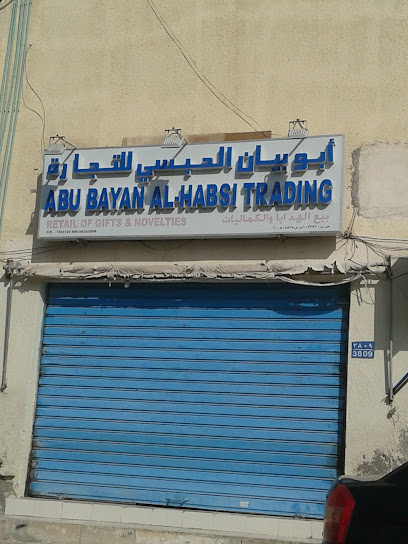 أبو بيان الحبسي للتجارة
ABU BAYAN AL-HABSI TRADING
RETAIL OF GIFTS & NOVELTIES
بيع الهدايا والكماليات
٣٨٠٩
3809